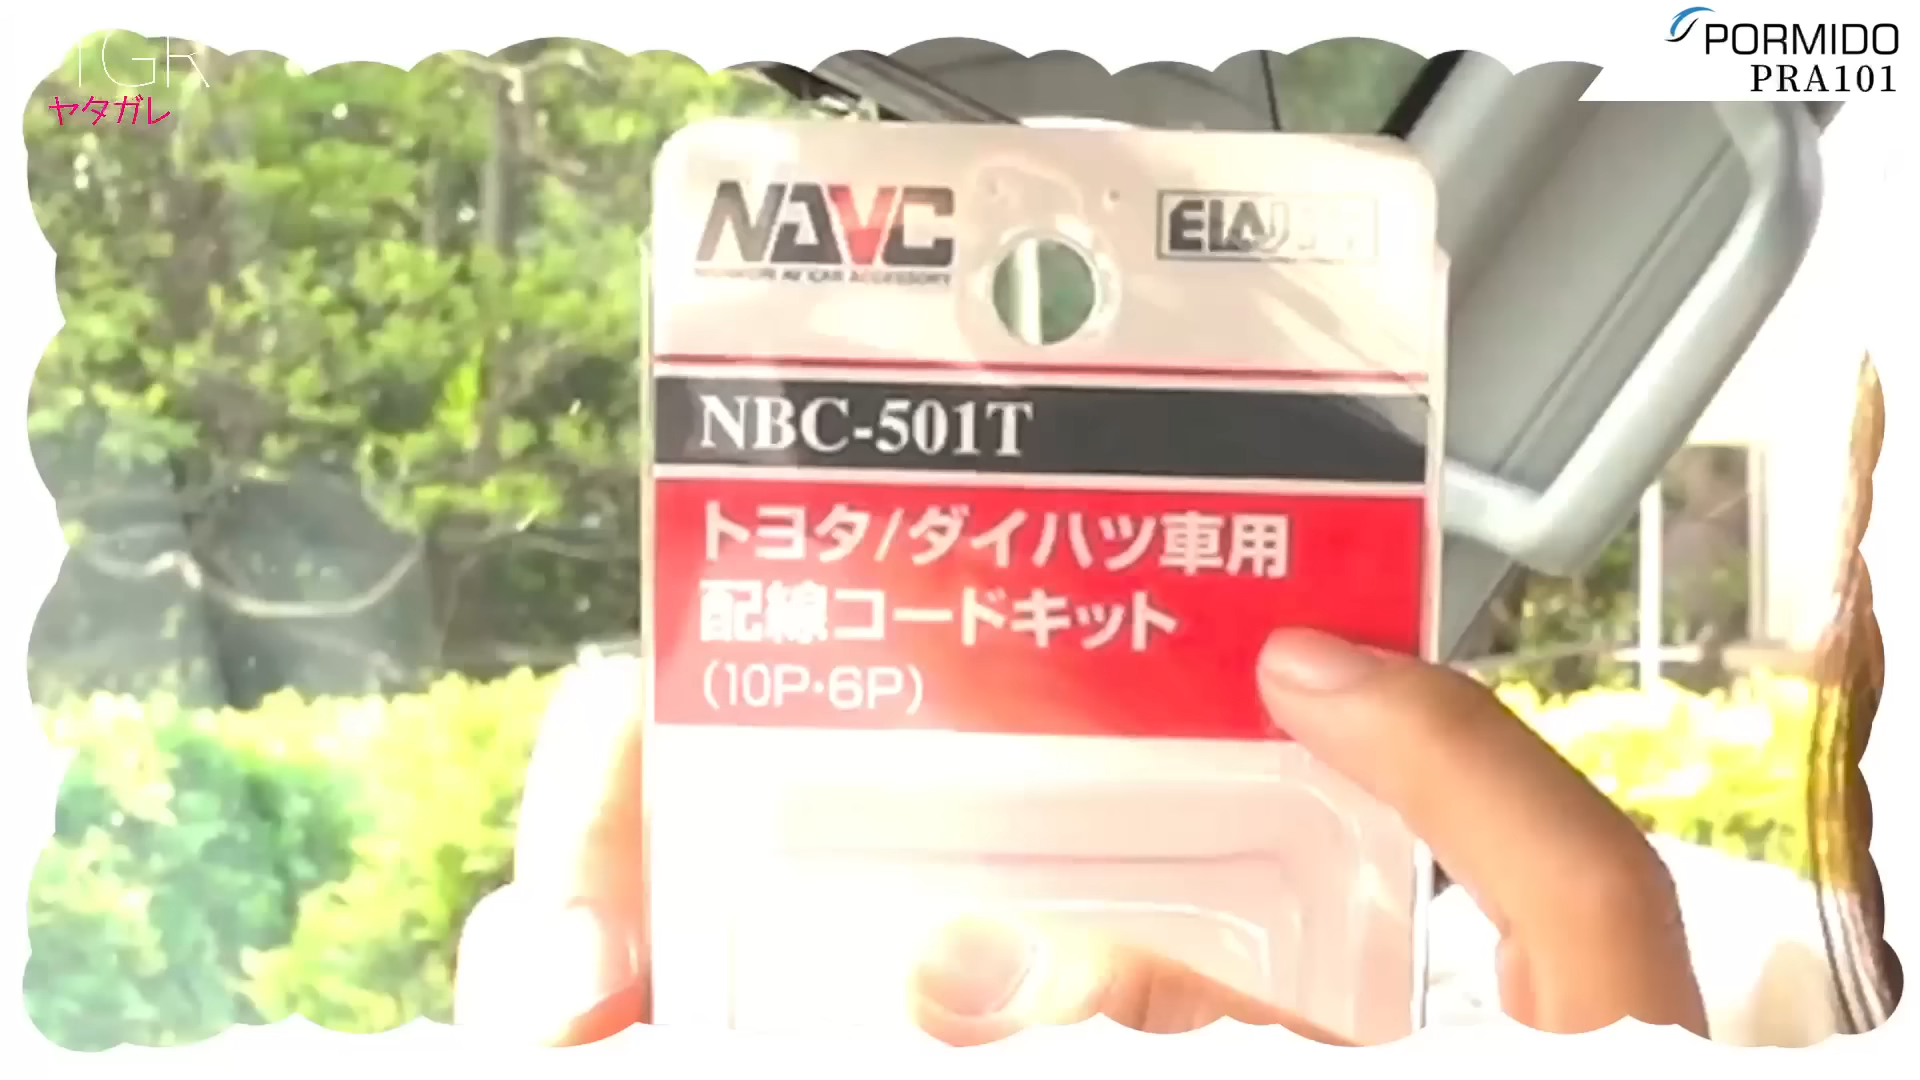 TGR
ヤタガレ
PORMIDO
PRA101
NAVC
NBC-501T
トヨタ/ダイハツ車用
配線コードキット
(10P・6P)